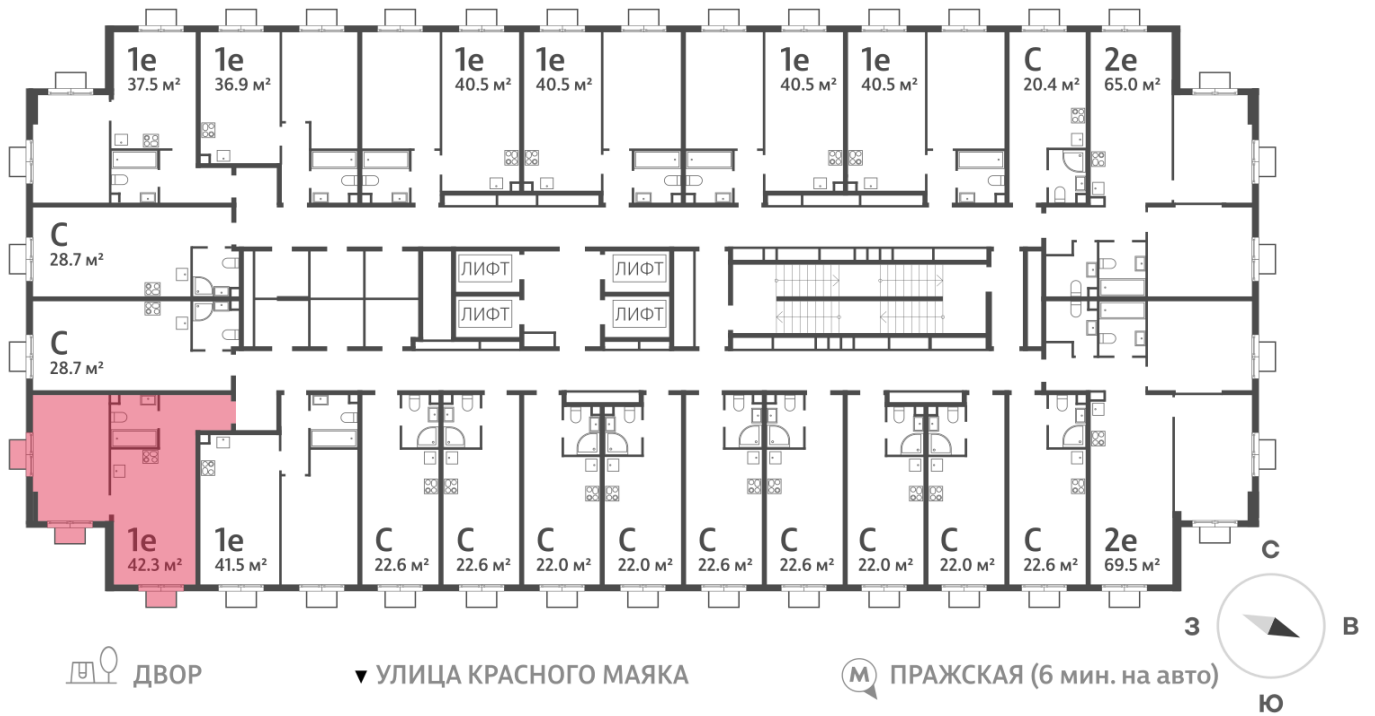 1е
37.5 м²
1е
36.9 м²
1е
40.5 м²
1е
40.5 м²
1е
40.5 м²
1е
40.5 м²
С
20.4 м²
2е
65.0 м²
С
28.7 м²
ЛИФТ
ЛИФТ
ЛИФТ
ЛИФТ
С
28.7 м²
1е
42.3 м²
1е
41.5 м²
С
22.6 м²
С
22.6 м²
С
22.0 м²
С
22.0 м²
С
22.6 м²
С
22.6 м²
С
22.0 м²
С
22.0 м²
С
22.6 м²
2е
69.5 м²
С
З
В
Ю
ДВОР
УЛИЦА КРАСНОГО МАЯКА
М
ПРАЖСКАЯ (6 мин. на авто)